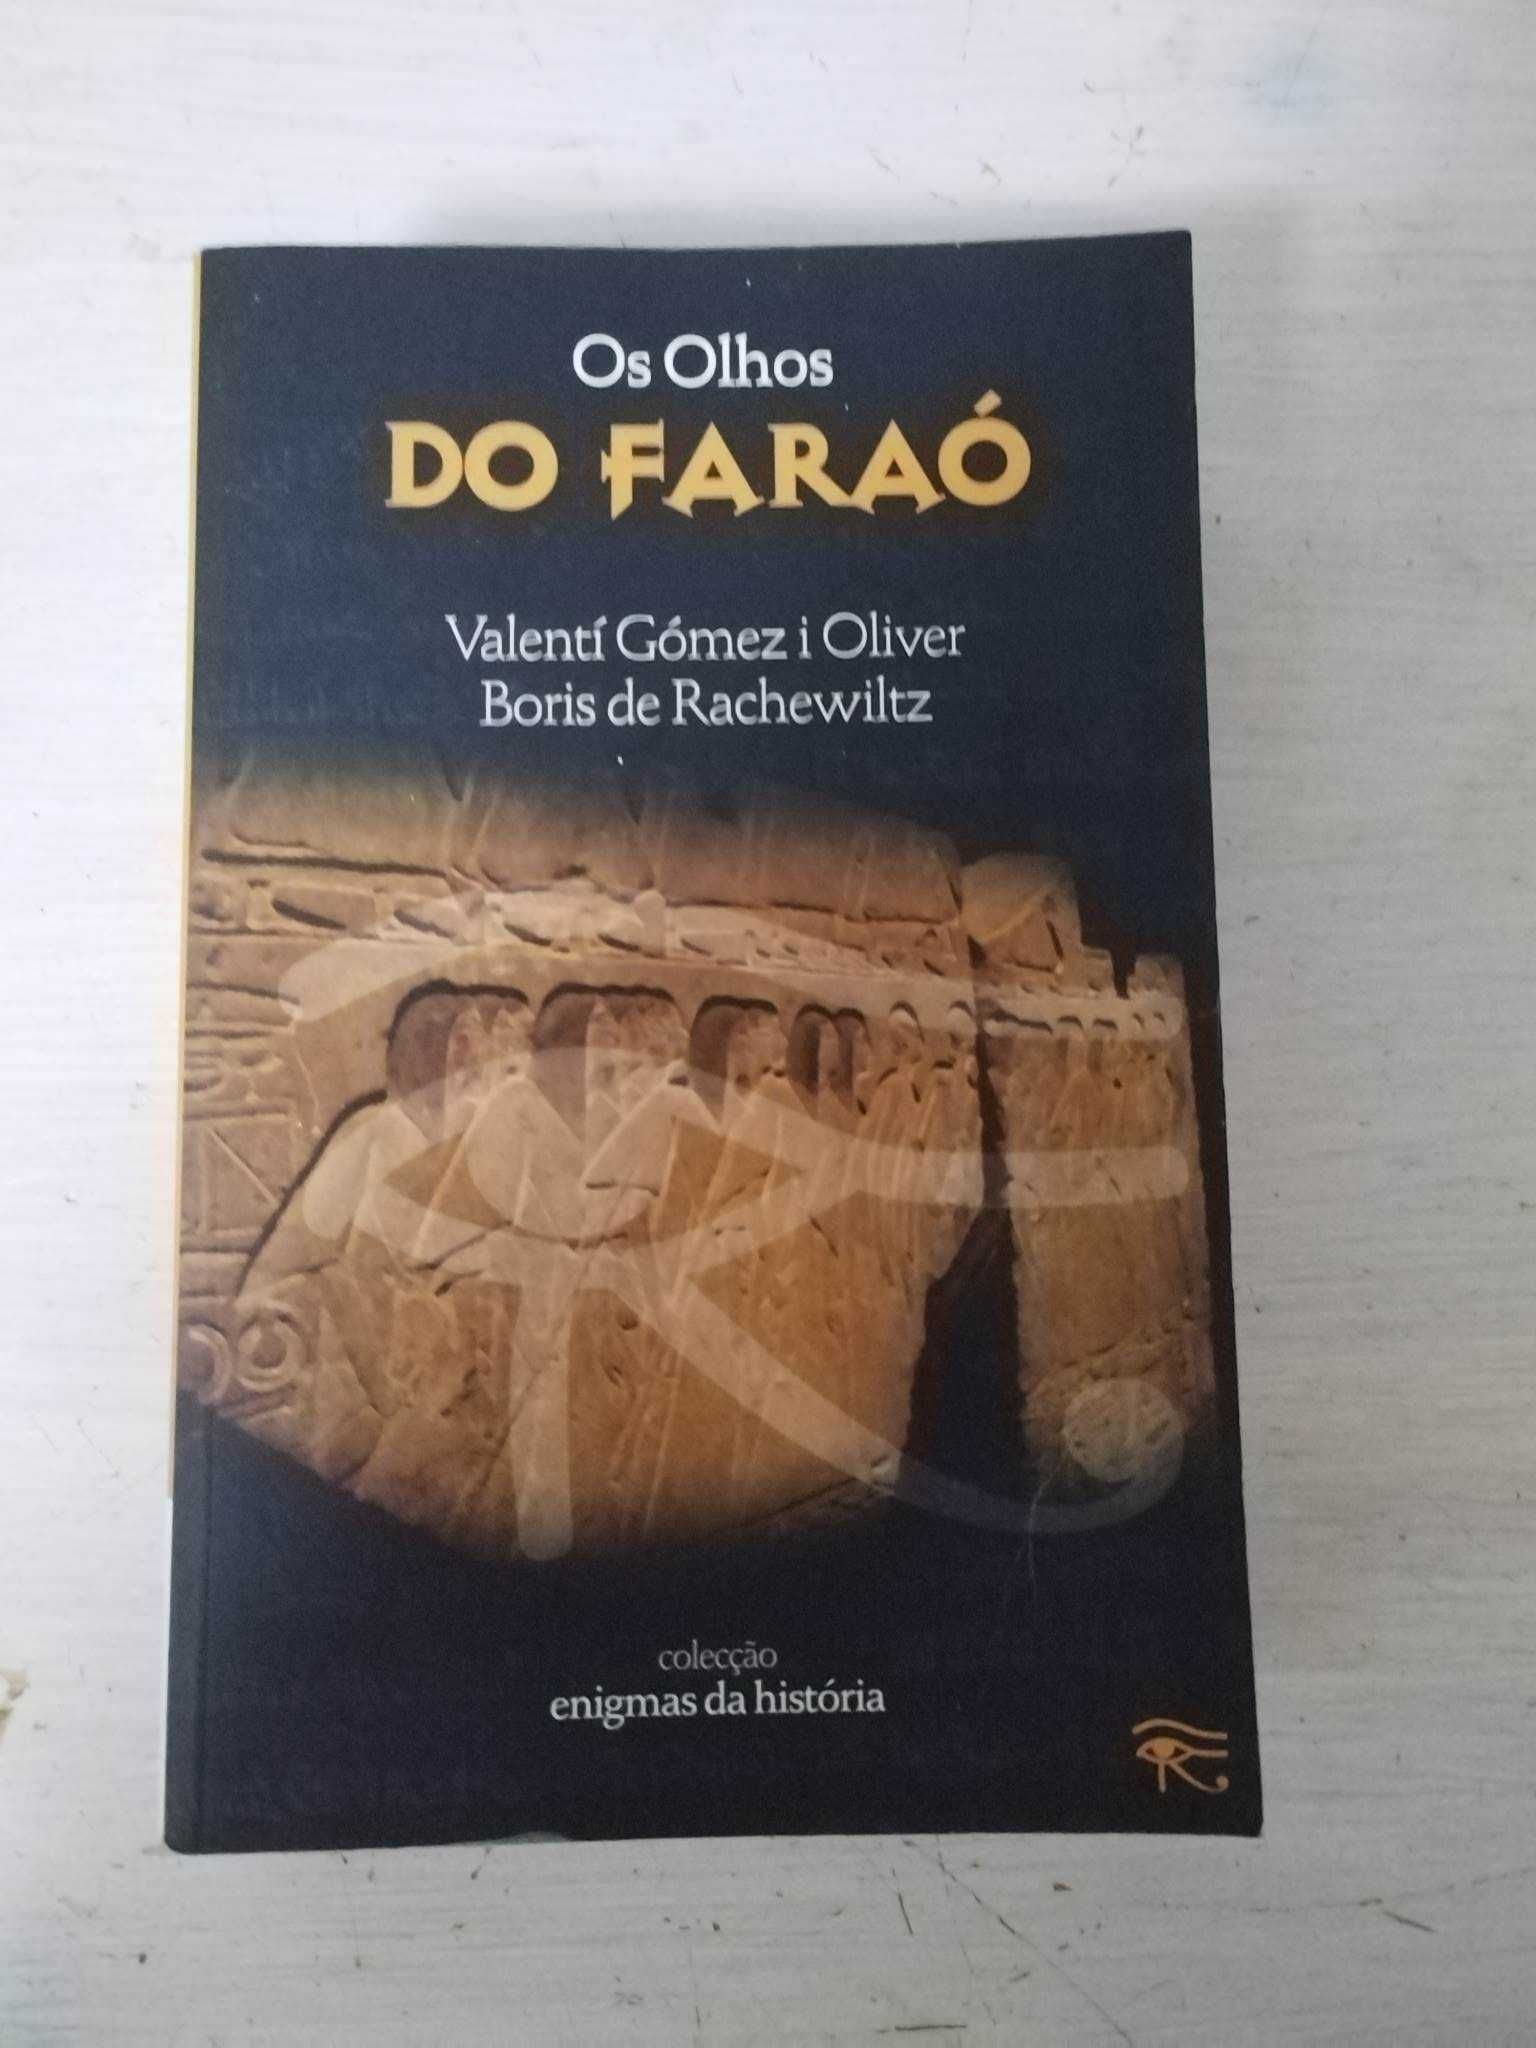 Os Olhos
DO FARAÓ
Valentí Gómez i Oliver
Boris de Rachewiltz
colecção
enigmas da história